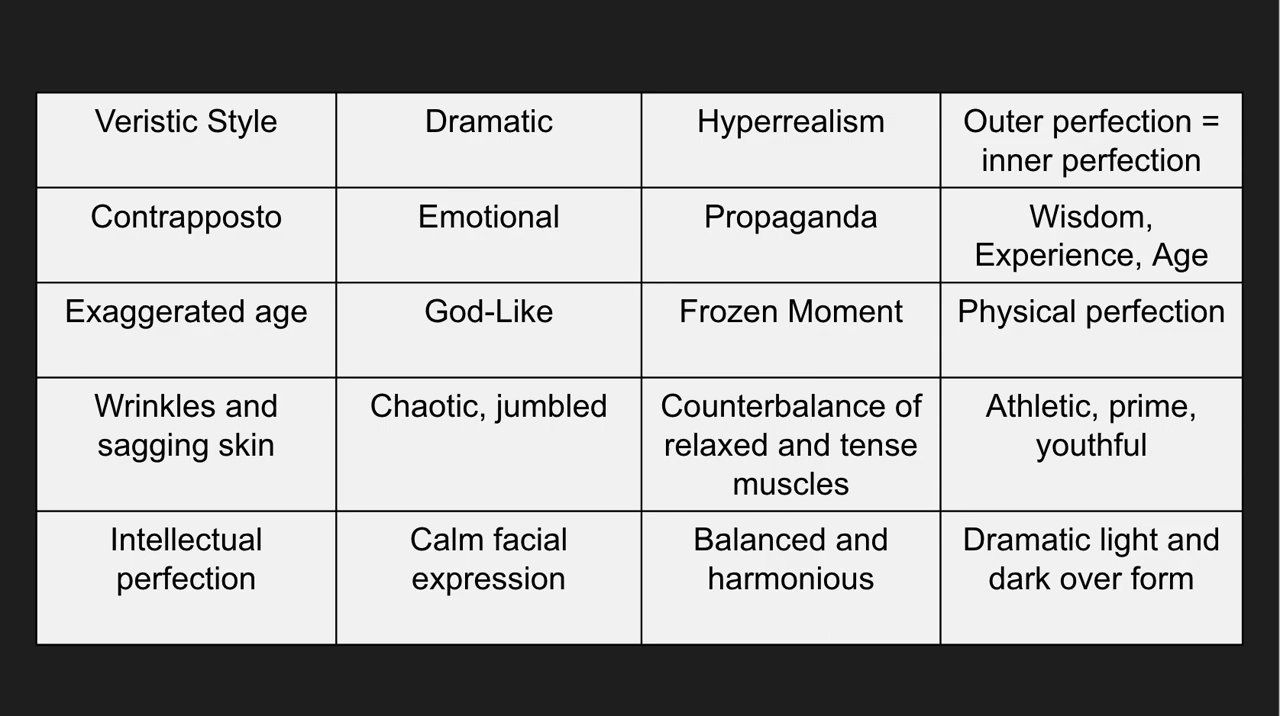 Veristic Style
Dramatic
Hyperrealism
Outer perfection =
inner perfection
Contrapposto
Emotional
Propaganda
Wisdom,
Experience, Age
Exaggerated age
God-Like
Frozen Moment
Physical perfection
Wrinkles and
sagging skin
Chaotic, jumbled
Counterbalance of
relaxed and tense
muscles
Athletic, prime,
youthful
Intellectual
perfection
Calm facial
expression
Balanced and
harmonious
Dramatic light and
dark over form